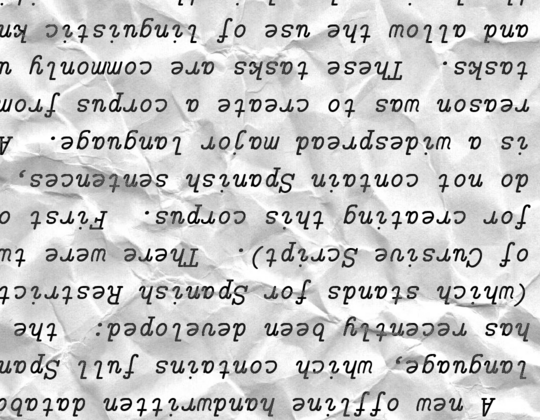 A new offline handwritten databa
language, which contains full Span
has recently been developed: the
(which stands for Spanish Restrict
of Cursive Script). There were tw
for creating this corpus. First o
do not contain Spanish sentences,
is a widespread major language. A
reason was to create a corpus from
tasks. These tasks are commonly u
and allow the use of linguistic kn